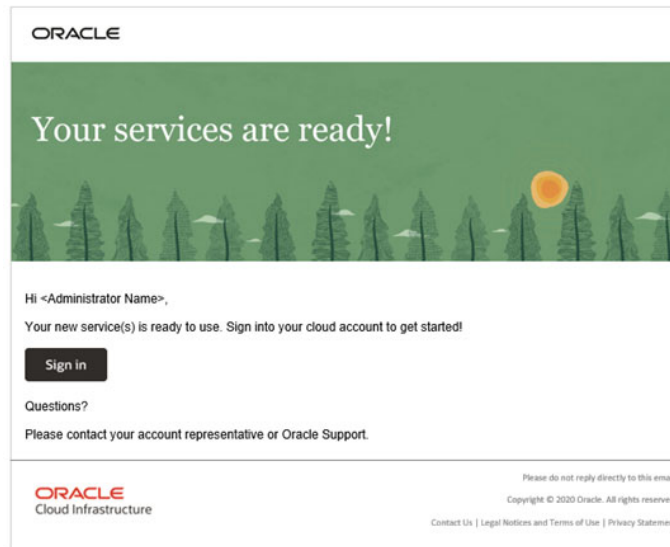 ORACLE
Your services are ready!
Hi <Administrator Name>,
Your new service(s) is ready to use. Sign into your cloud account to get started!
Sign in
Questions?
Please contact your account representative or Oracle Support.
ORACLE
Cloud Infrastructure
Please do not reply directly to this
Copyright © 2020 Oracle. All rights
Contact Us | Legal Notices and Terms of Use | Privacy